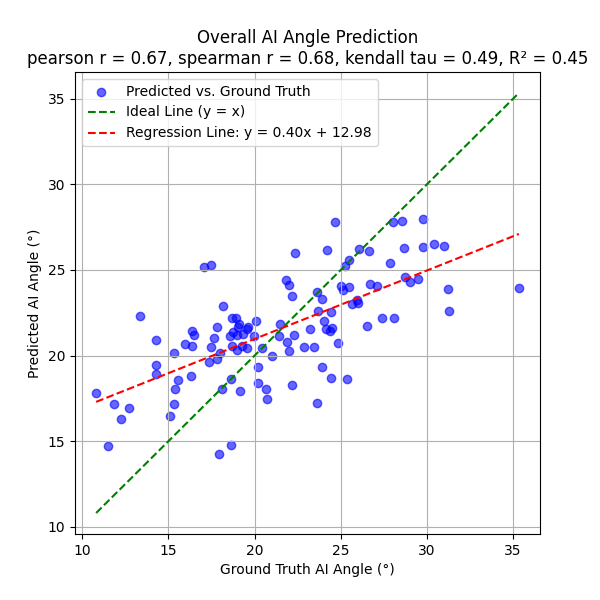 Overall AI Angle Prediction
pearson r = 0.67, spearman r = 0.68, kendall tau = 0.49, R² = 0.45
Predicted vs. Ground Truth
Ideal Line (y = x)
Regression Line: y = 0.40x + 12.98
35
30
25
20
15
10
Predicted AI Angle (°)
10 15 20 25 30 35
Ground Truth AI Angle (°)